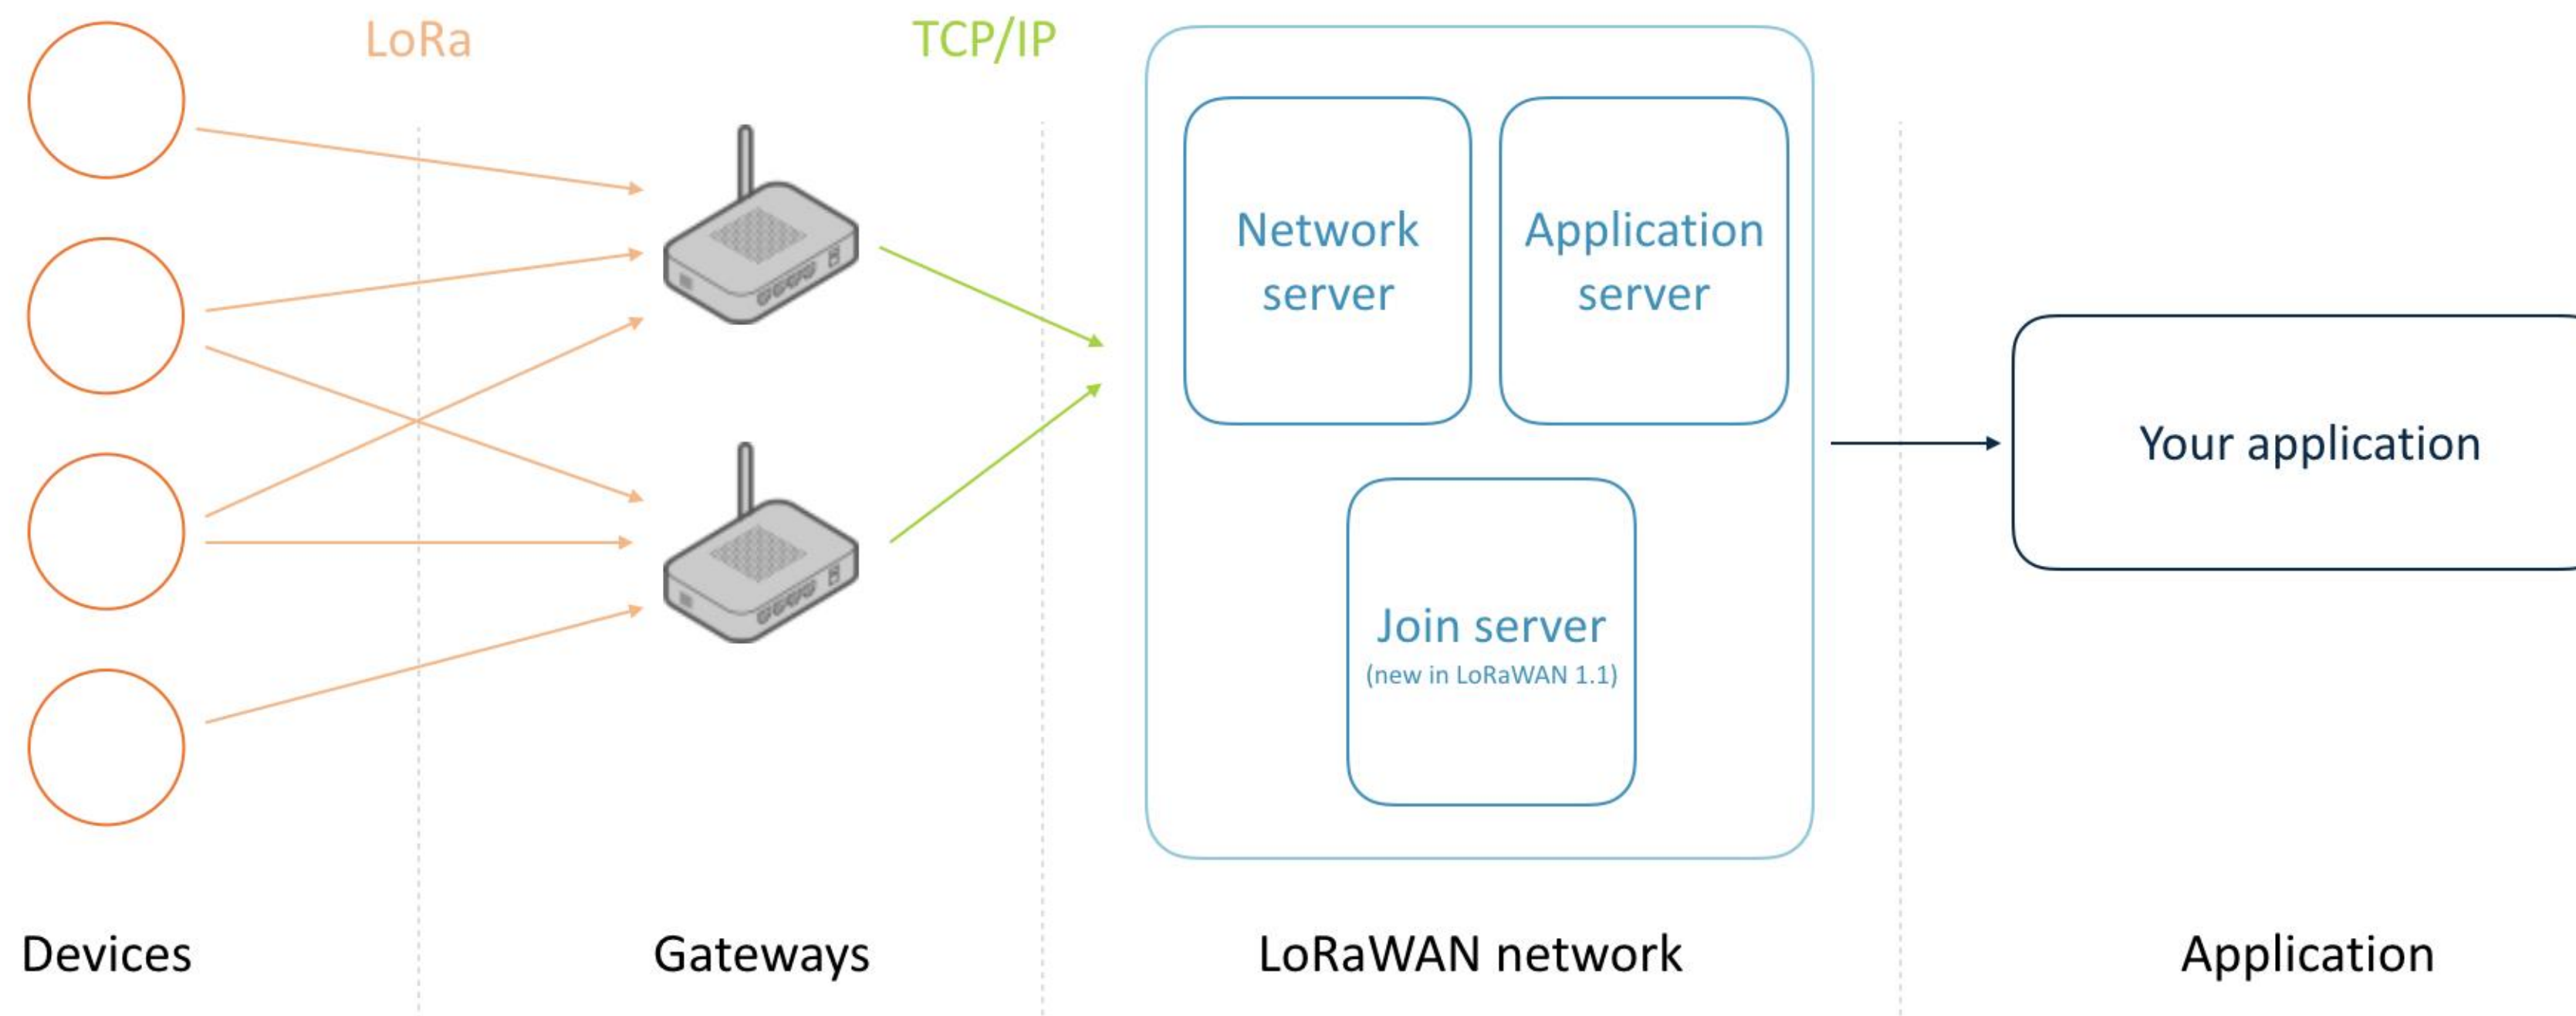 LoRa
TCP/IP
Network
server
Application
server
Join server
(new in LoRaWAN 1.1)
Your application
Devices
Gateways
LoRaWAN network
Application